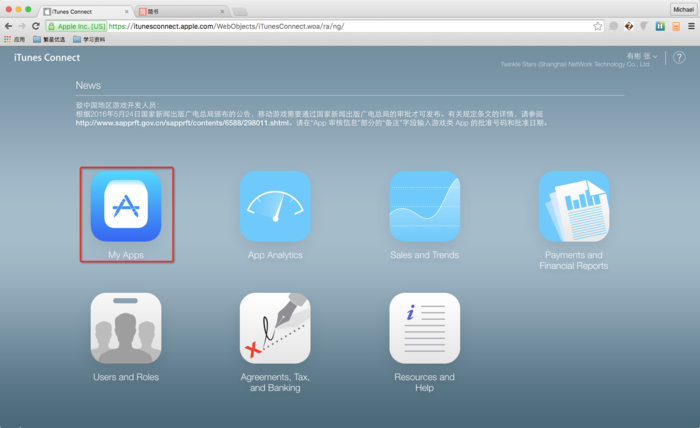 iTunes Connect
简书
Michael
Apple Inc. [US]
https://itunesconnect.apple.com/WebObjects/iTunesConnect.woa/ra/ng/
应用
繁星优选
学习资料
iTunes Connect
有彬 张
Twinkle Stars (Shanghai) NetWork Technology Co., Ltd.
?
News
致中国地区游戏开发人员：
根据2016年5月24日国家新闻出版广电总局颁布的公告，移动游戏需要通过国家新闻出版广电总局的审批才可发布。有关规定条文的详情，请参阅
http://www.sapprft.gov.cn/sapprft/contents/6588/298011.shtml。请在“App 审核信息”部分的“备注”字段输入游戏类 App 的批准号码和批准日期。
My Apps
App Analytics
Sales and Trends
Payments and
Financial Reports
Users and Roles
Agreements, Tax,
and Banking
Resources and
Help